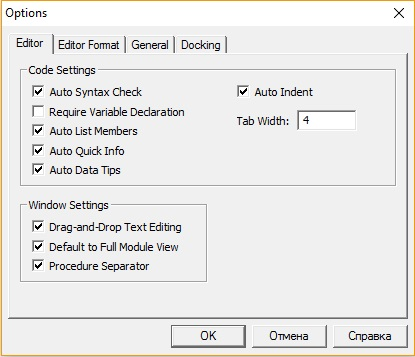 Options
Editor Editor Format General Docking
Code Settings
Auto Syntax Check
Require Variable Declaration
Auto List Members
Auto Quick Info
Auto Data Tips
Auto Indent
Tab Width: 4
Window Settings
Drag-and-Drop Text Editing
Default to Full Module View
Procedure Separator
OK Отмена Справка